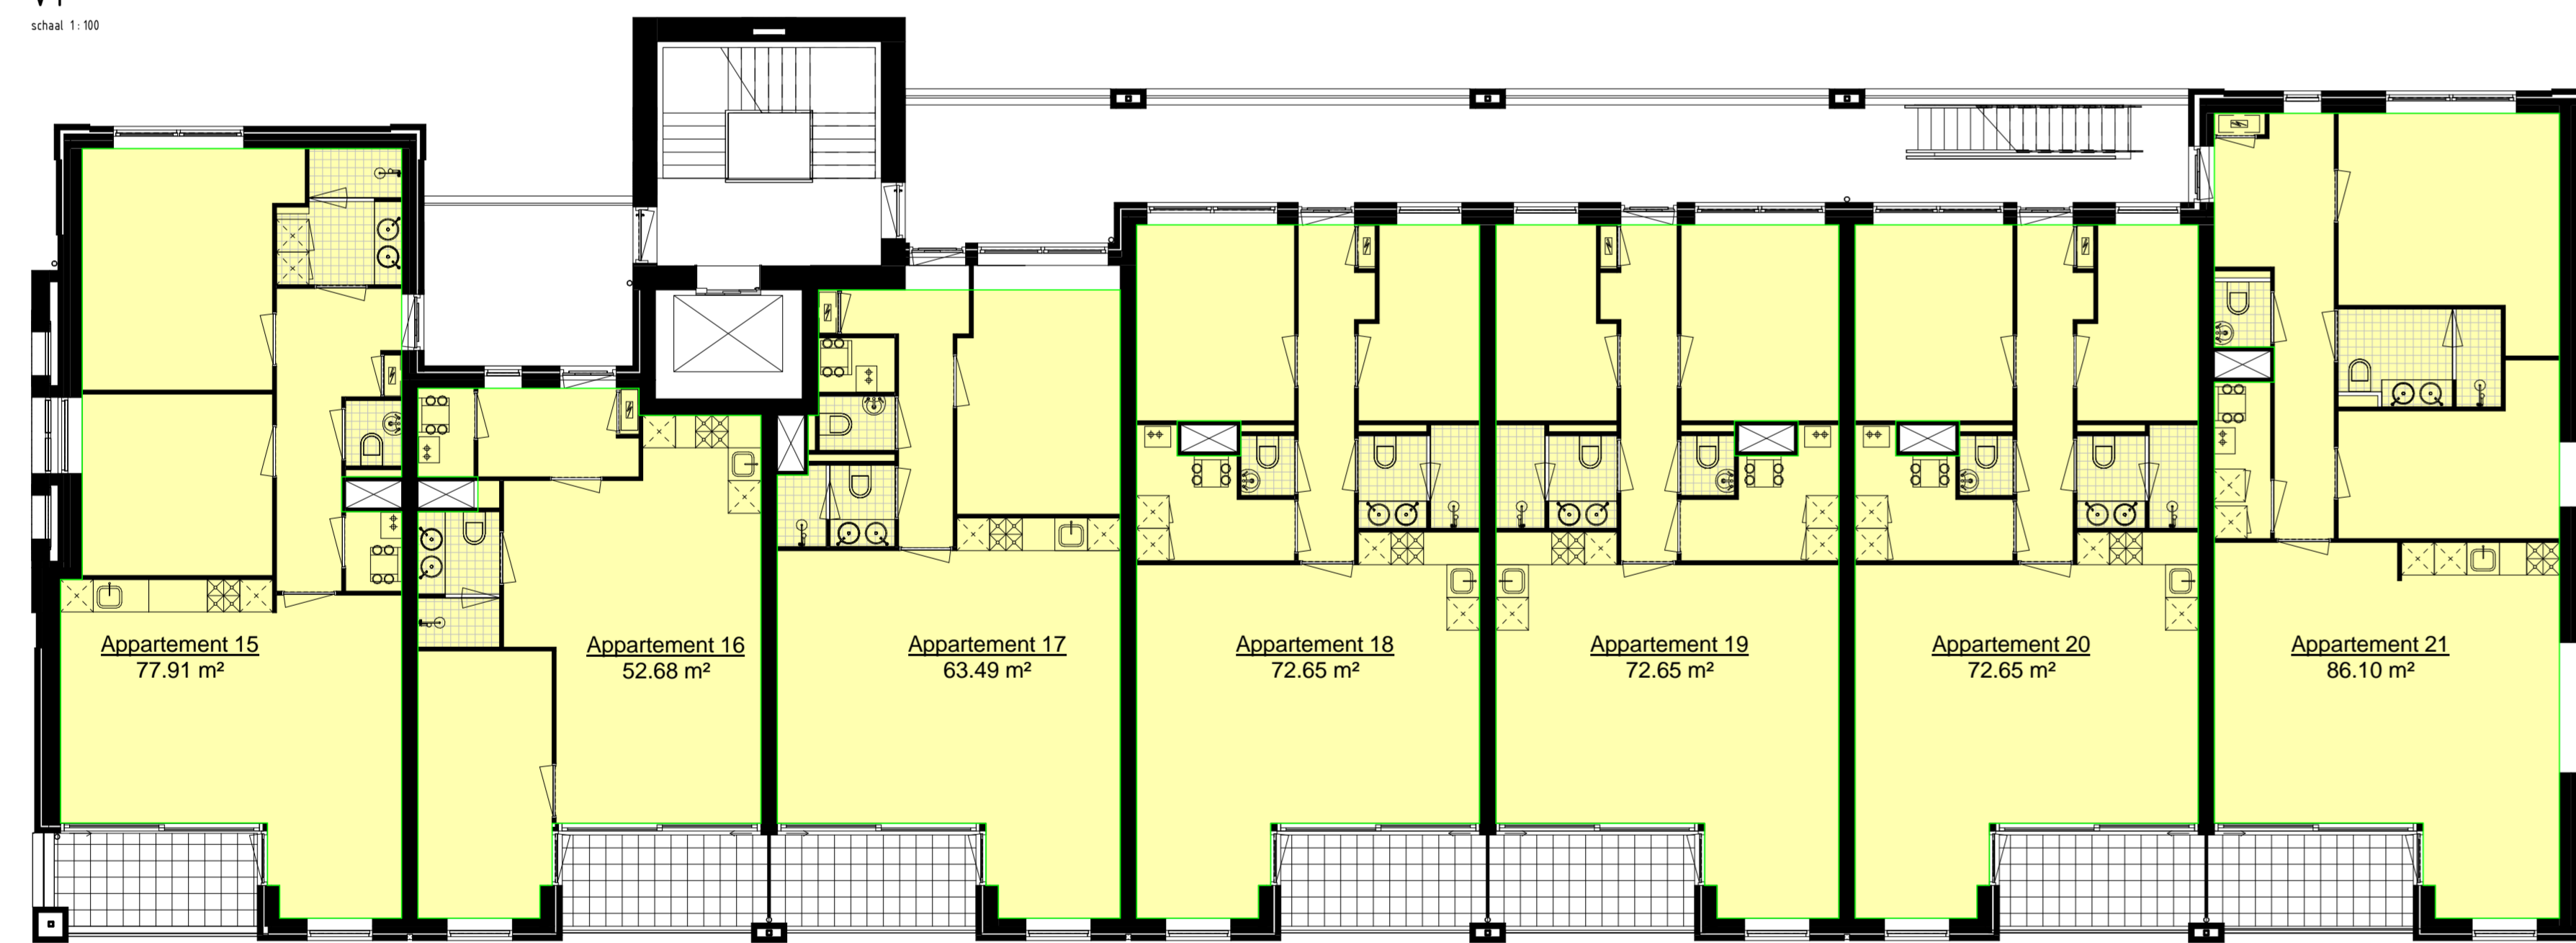 schaal 1:100
Appartement 15
77.91 m²
Appartement 16
52.68 m²
Appartement 17
63.49 m²
Appartement 18
72.65 m²
Appartement 19
72.65 m²
Appartement 20
72.65 m²
Appartement 21
86.10 m²